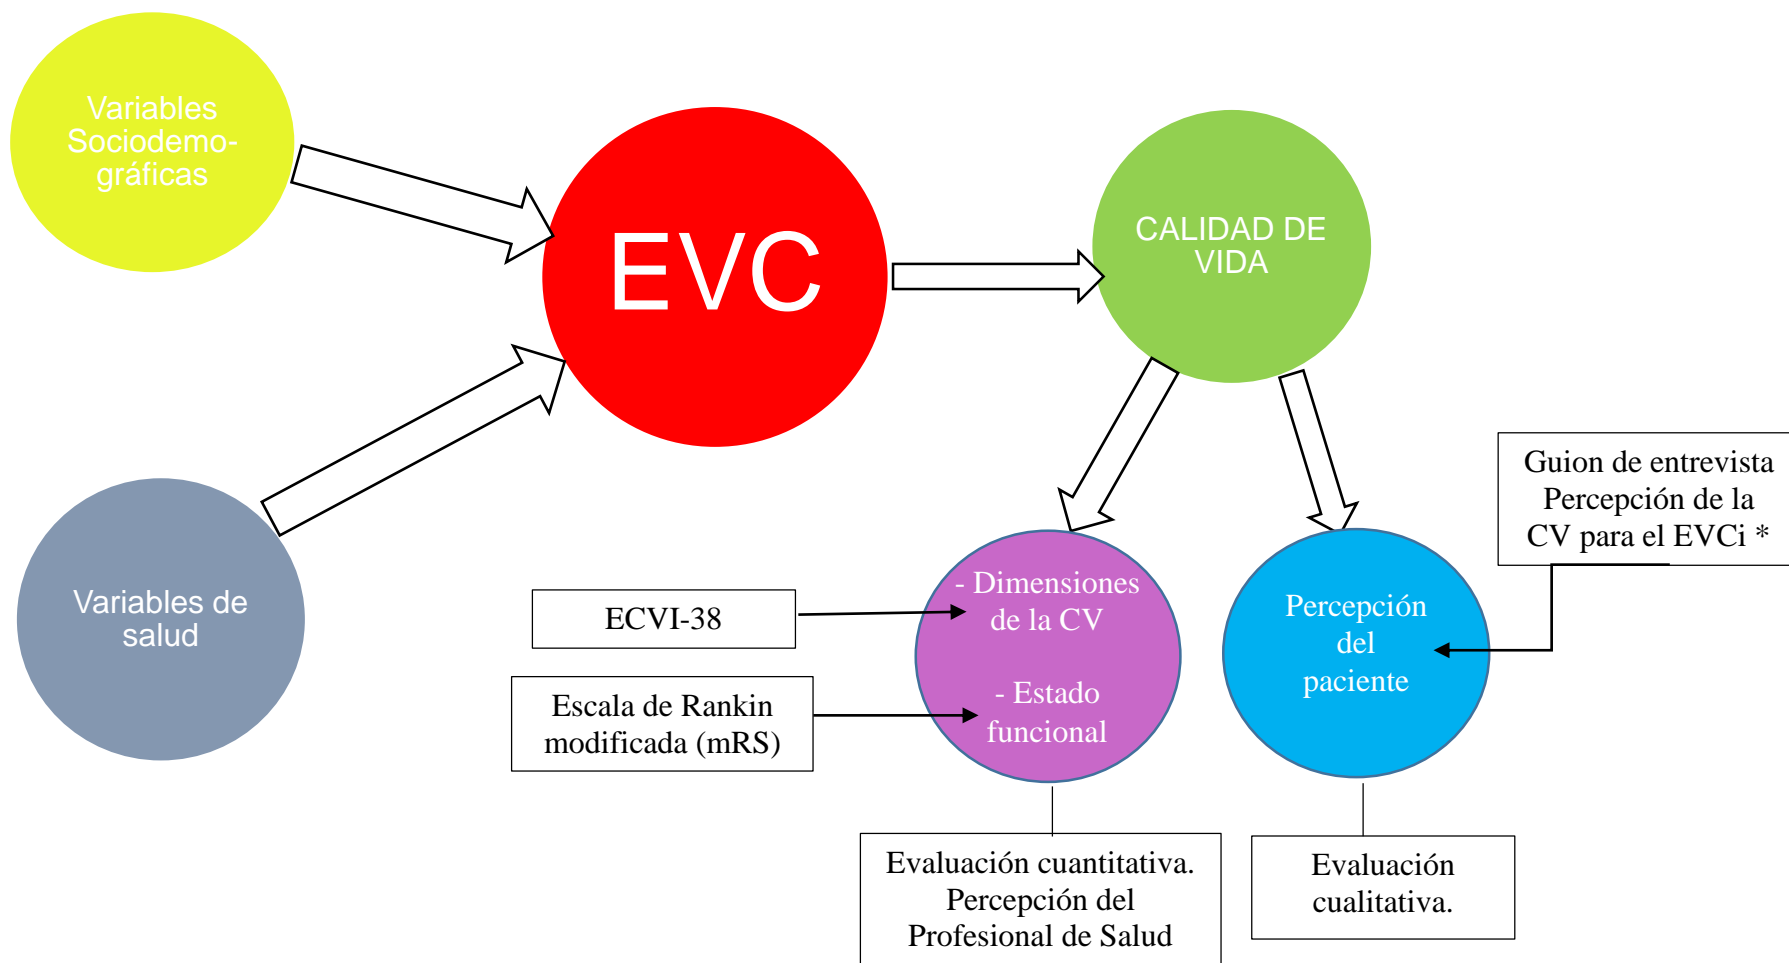 Variables
Sociodemo-
gráficas
EVC
CALIDAD DE
VIDA
Variables de
salud
Guion de entrevista
Percepción de la
CV para el EVCi *
ECVI-38
- Dimensiones
de la CV
Escala de Rankin
modificada (mRS)
- Estado
funcional
Percepción
del
paciente
Evaluación cuantitativa.
Percepción del
Profesional de Salud
Evaluación
cualitativa.